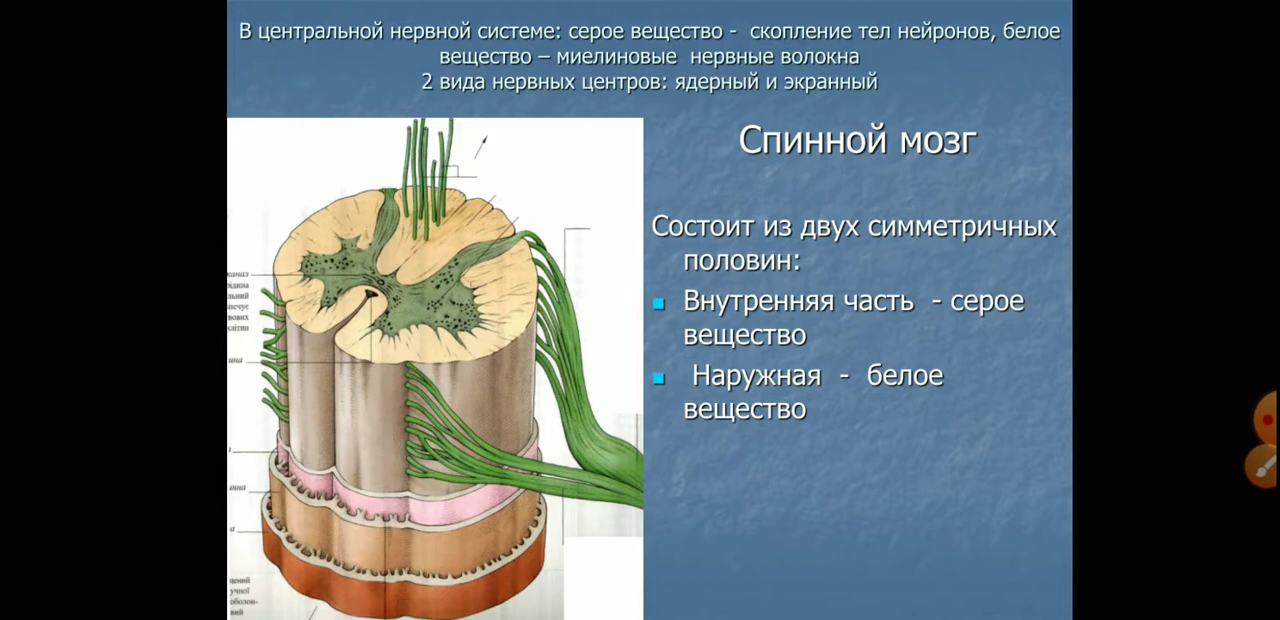 В центральной нервной системе: серое вещество - скопление тел нейронов, белое
вещество – миелиновые нервные волокна
2 вида нервных центров: ядерный и экранный
Спинной мозг
Состоит из двух симметричных
половин:
Внутренняя часть - серое
вещество
Наружная - белое
вещество